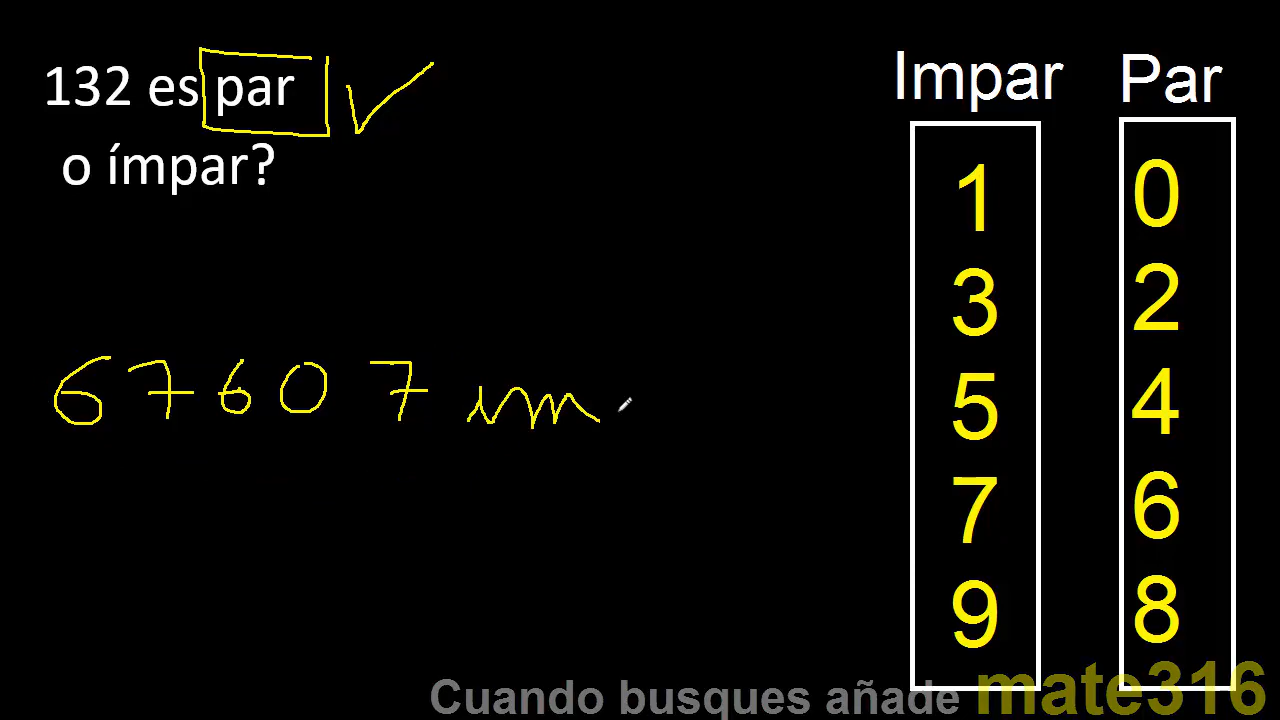 132 es par
o ímpar?
67607 im
Impar
1
3
5
7
9
Par
0
2
4
6
8
Cuando busques añade mate316